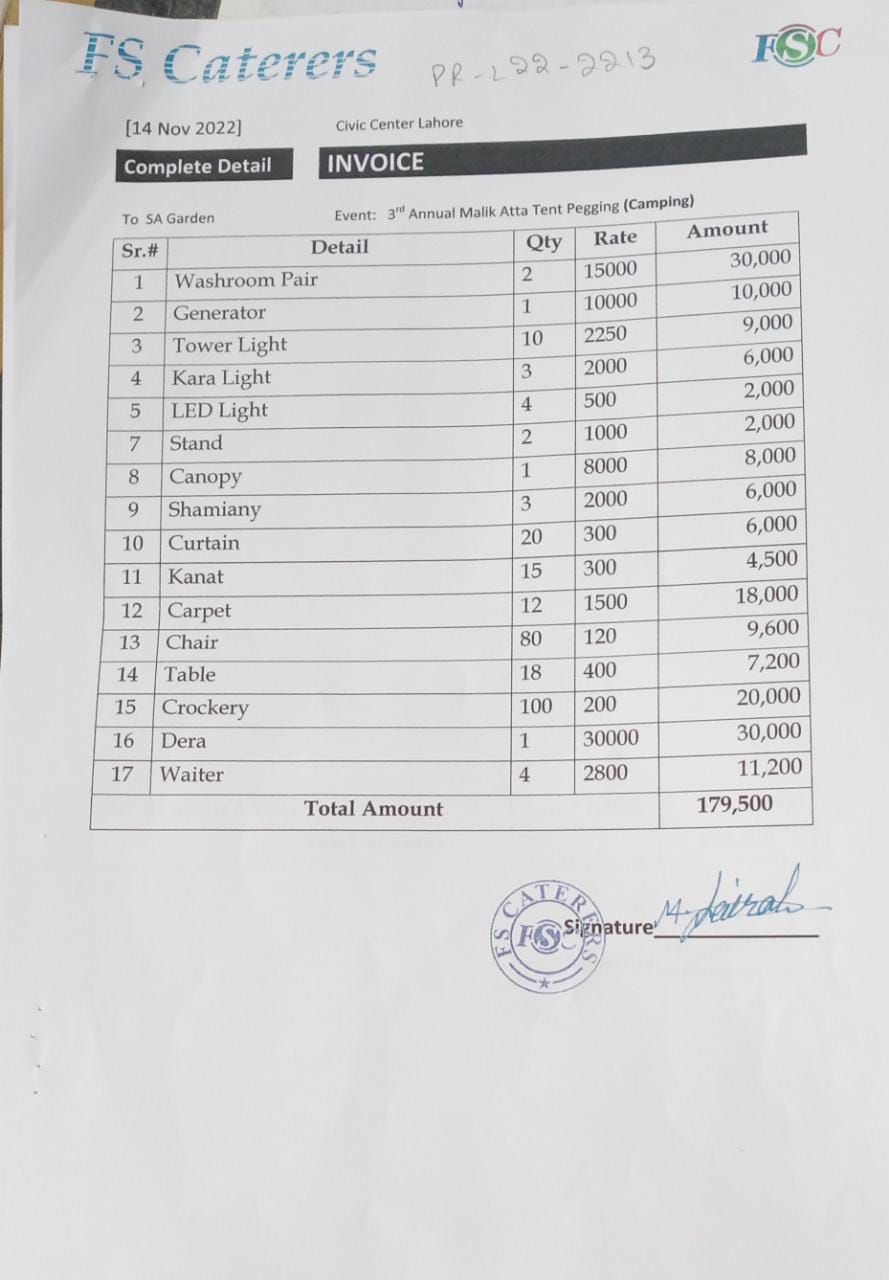 FS Caterers
FSC
PR-L22-2213
[14 Nov 2022]
Civic Center Lahore
Complete Detail
INVOICE
To SA Garden
Event: 3rd Annual Malik Atta Tent Pegging (Camping)
Sr.# Detail Qty Rate Amount
1 Washroom Pair 2 15000 30,000
2 Generator 1 10000 10,000
3 Tower Light 10 2250 9,000
4 Kara Light 3 2000 6,000
5 LED Light 4 500 2,000
7 Stand 2 1000 2,000
8 Canopy 1 8000 8,000
9 Shamiany 3 2000 6,000
10 Curtain 20 300 6,000
11 Kanat 15 300 4,500
12 Carpet 12 1500 18,000
13 Chair 80 120 9,600
14 Table 18 400 7,200
15 Crockery 100 200 20,000
16 Dera 1 30000 30,000
17 Waiter 4 2800 11,200
Total Amount 179,500
FS CATERERS
FSC
Signature